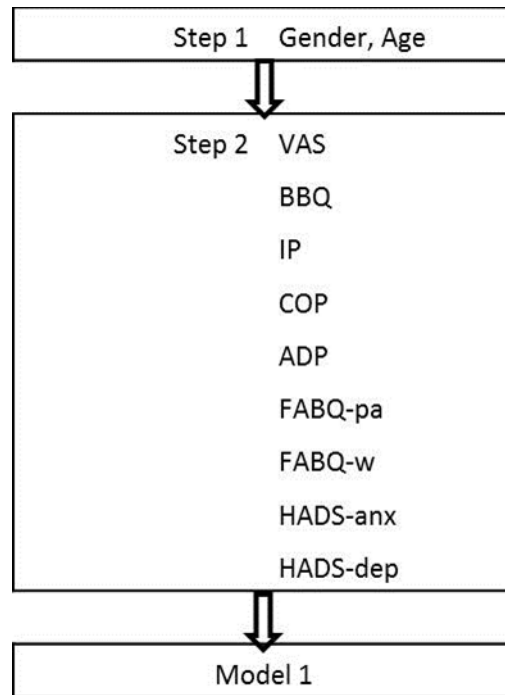 Step 1 Gender, Age
Step 2 VAS
BBQ
IP
COP
ADP
FABQ-pa
FABQ-w
HADS-anx
HADS-dep
Model 1